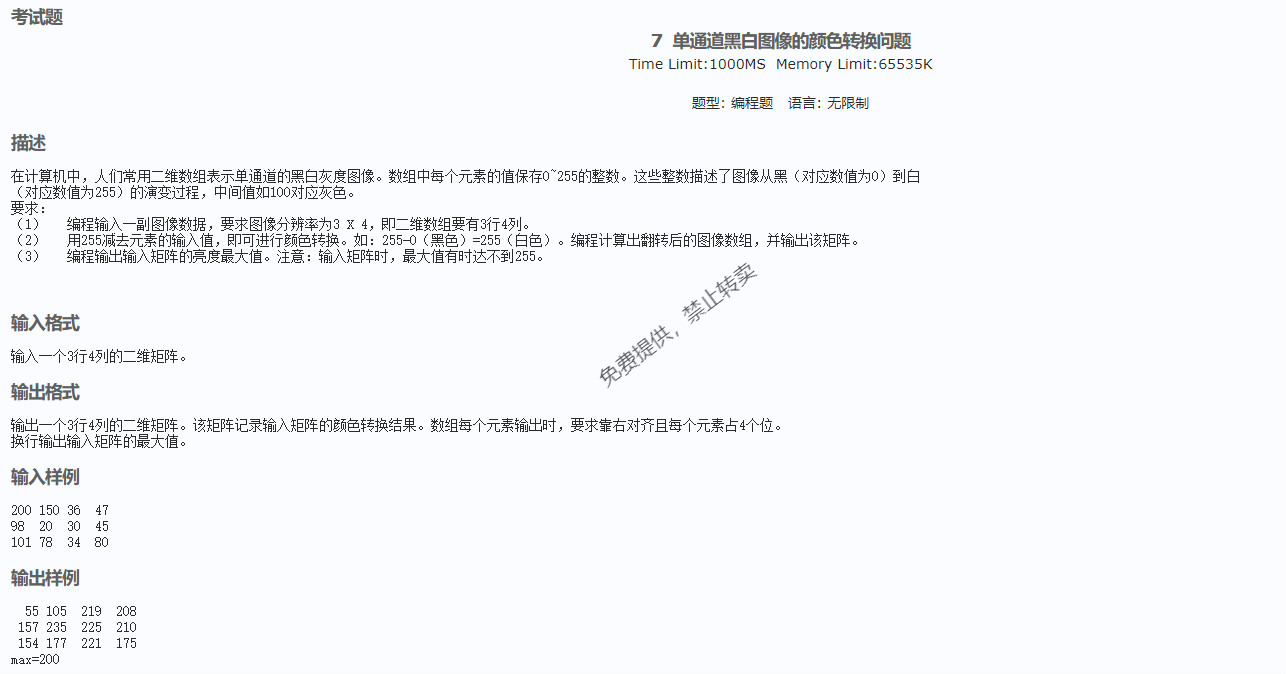 考试题
7 单通道黑白图像的颜色转换问题
Time Limit:1000MS Memory Limit:65535K
题型: 编程题 语言: 无限制
描述
在计算机中，人们常用二维数组表示单通道的黑白灰度图像。数组中每个元素的值保存0~255的整数。这些整数描述了图像从黑（对应数值为0）到白
（对应数值为255）的演变过程，中间值如100对应灰色。
要求：
（1） 编程输入一副图像数据，要求图像分辨率为3 X 4，即二维数组要有3行4列。
（2） 用255减去元素的输入值，即可进行颜色转换。如：255-0（黑色）=255（白色）。编程计算出翻转后的图像数组，并输出该矩阵。
（3） 编程输出输入矩阵的亮度最大值。注意：输入矩阵时，最大值有时达不到255。
免费提供，禁止转卖
输入格式
输入一个3行4列的二维矩阵。
输出格式
输出一个3行4列的二维矩阵。该矩阵记录输入矩阵的颜色转换结果。数组每个元素输出时，要求靠右对齐且每个元素占4个位。
换行输出输入矩阵的最大值。
输入样例
200 150 36 47
98 20 30 45
101 78 34 80
输出样例
55 105 219 208
157 235 225 210
154 177 221 175
max=200